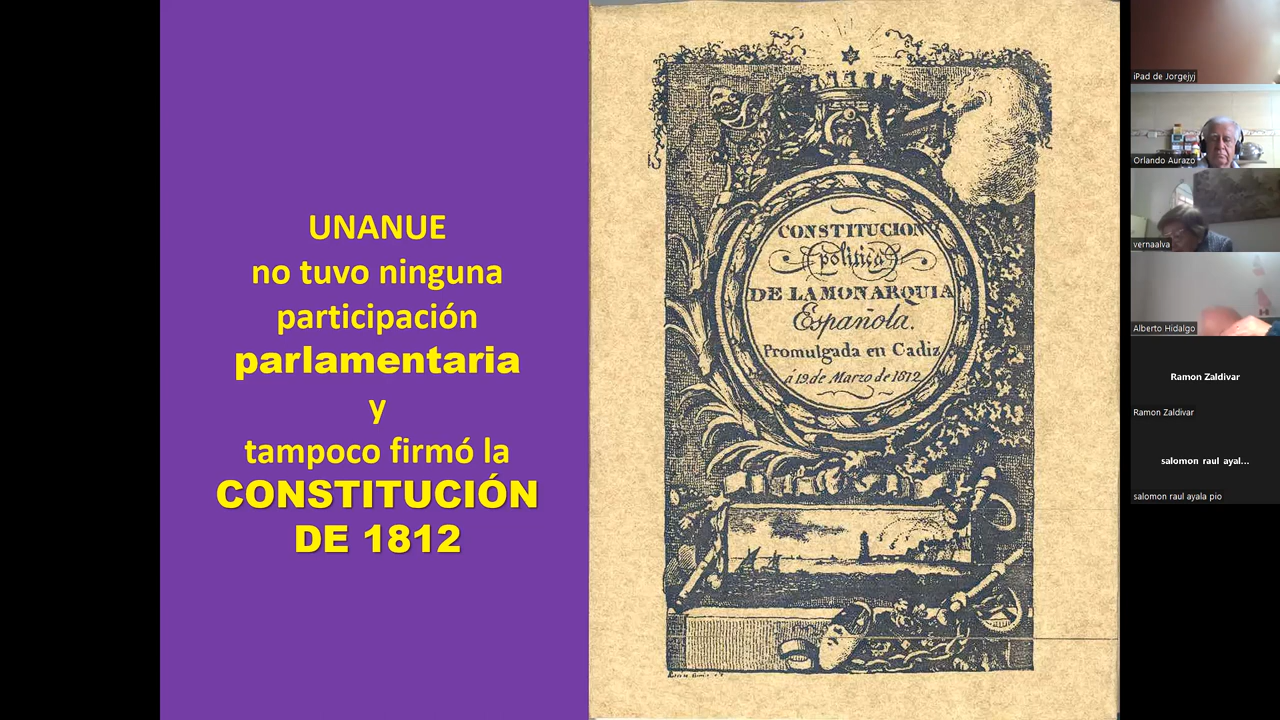 UNANUE
no tuvo ninguna
participación
parlamentaria
y
tampoco firmó la
CONSTITUCIÓN
DE 1812
CONSTITUCION
politica
DE LA MONARQUIA
Española.
Promulgada en Cadiz
á 19 de Marzo de 1812
iPad de Jorgejyj
Orlando Aurazo
vernaalva
Alberto Hidalgo
Ramon Zaldivar
Ramon Zaldivar
salomon raul ayal...
salomon raul ayala pio